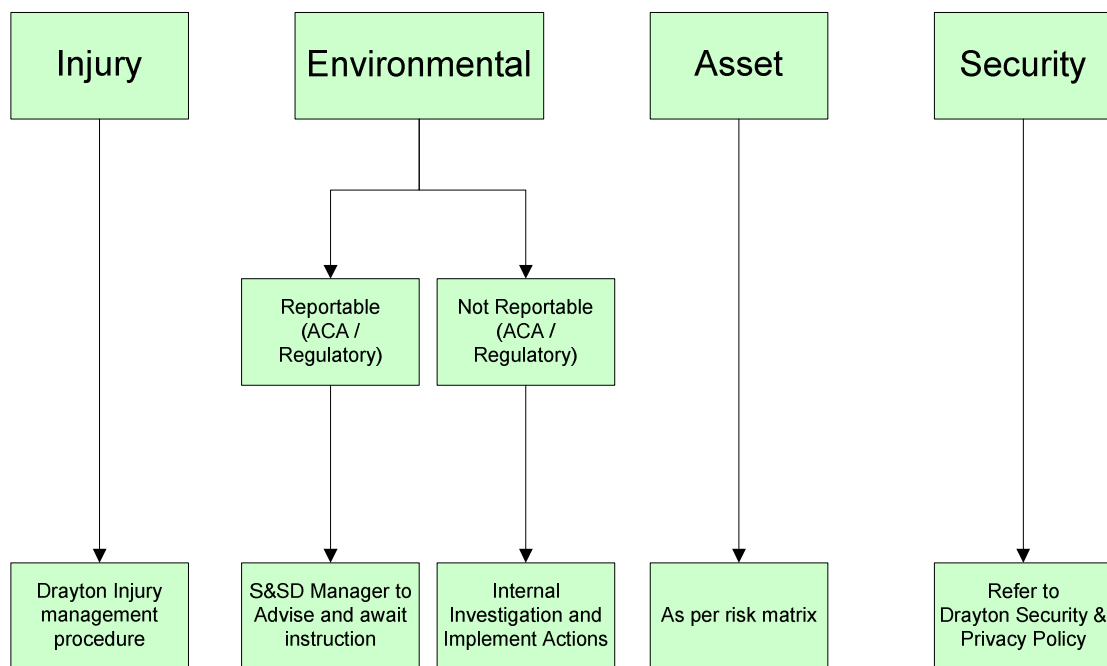 Injury
Environmental
Asset
Security
Reportable
(ACA /
Regulatory)
Not Reportable
(ACA /
Regulatory)
Drayton Injury
management
procedure
S&SD Manager to
Advise and await
instruction
Internal
Investigation and
Implement Actions
As per risk matrix
Refer to
Drayton Security &
Privacy Policy